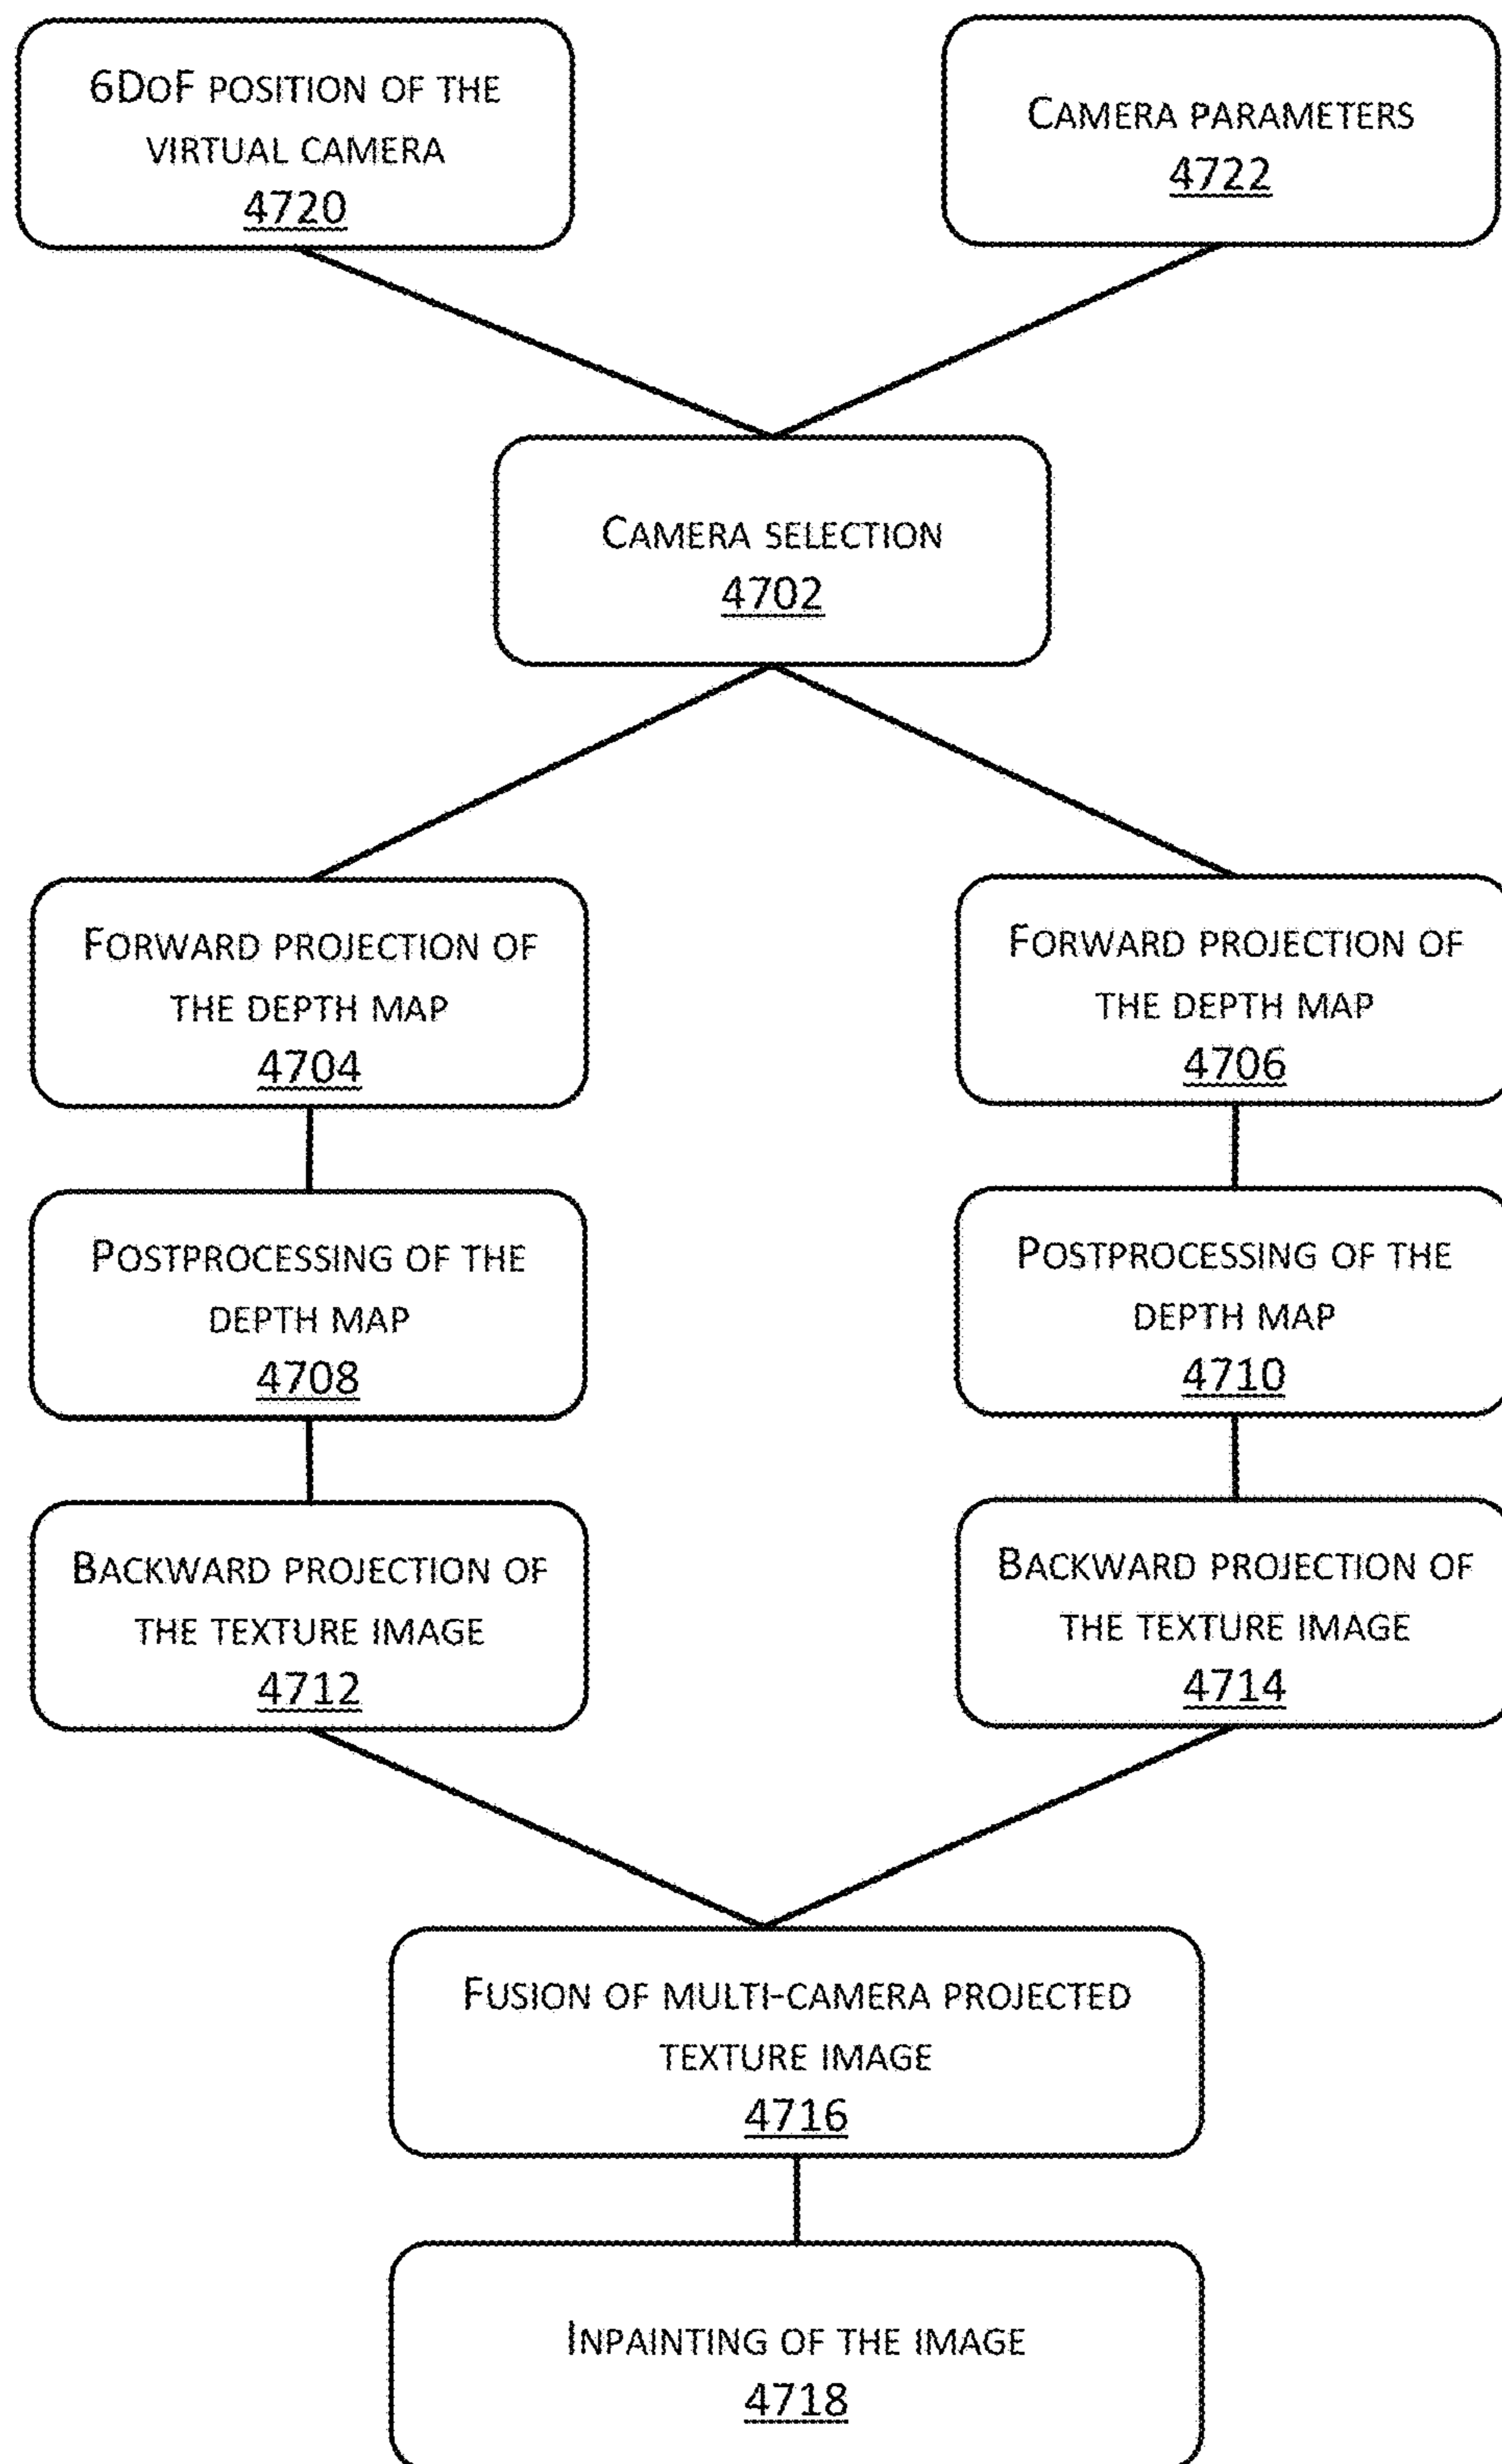 6DoF POSITION OF THE
VIRTUAL CAMERA
4720
CAMERA PARAMETERS
4722
CAMERA SELECTION
4702
FORWARD PROJECTION OF
THE DEPTH MAP
4704
FORWARD PROJECTION OF
THE DEPTH MAP
4706
POSTPROCESSING OF THE
DEPTH MAP
4708
POSTPROCESSING OF THE
DEPTH MAP
4710
BACKWARD PROJECTION OF
THE TEXTURE IMAGE
4712
BACKWARD PROJECTION OF
THE TEXTURE IMAGE
4714
FUSION OF MULTI-CAMERA PROJECTED
TEXTURE IMAGE
4716
INPAINTING OF THE IMAGE
4718